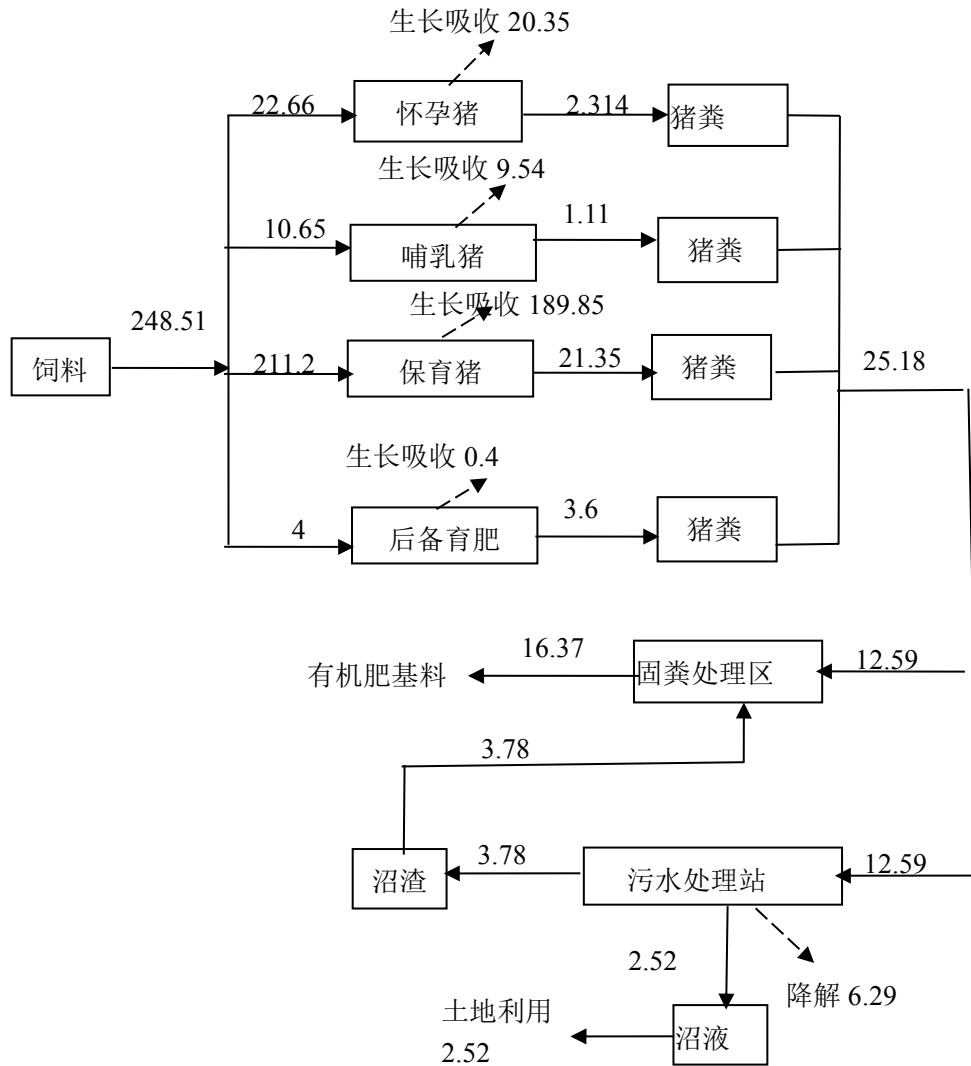 生长吸收 20.35
22.66
怀孕猪
2.314
猪粪
生长吸收 9.54
10.65
哺乳猪
1.11
猪粪
生长吸收 189.85
248.51
饲料
211.2
保育猪
21.35
猪粪
25.18
生长吸收 0.4
4
后备育肥
3.6
猪粪
有机肥基料
16.37
固粪处理区
12.59
3.78
沼渣
3.78
污水处理站
12.59
2.52
降解 6.29
土地利用
2.52
沼液